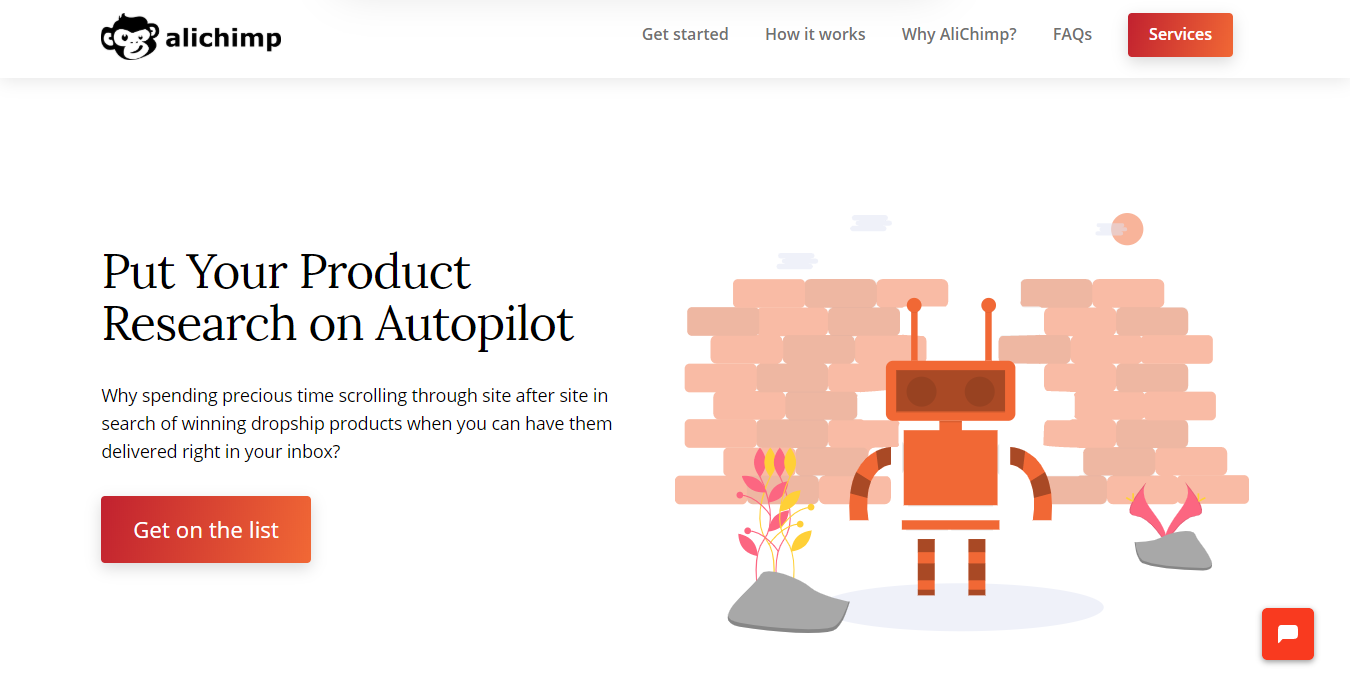 alichimp
Get started
How it works
Why AliChimp?
FAQs
Services
Put Your Product
Research on Autopilot
Why spending precious time scrolling through site after site in
search of winning dropship products when you can have them
delivered right in your inbox?
Get on the list